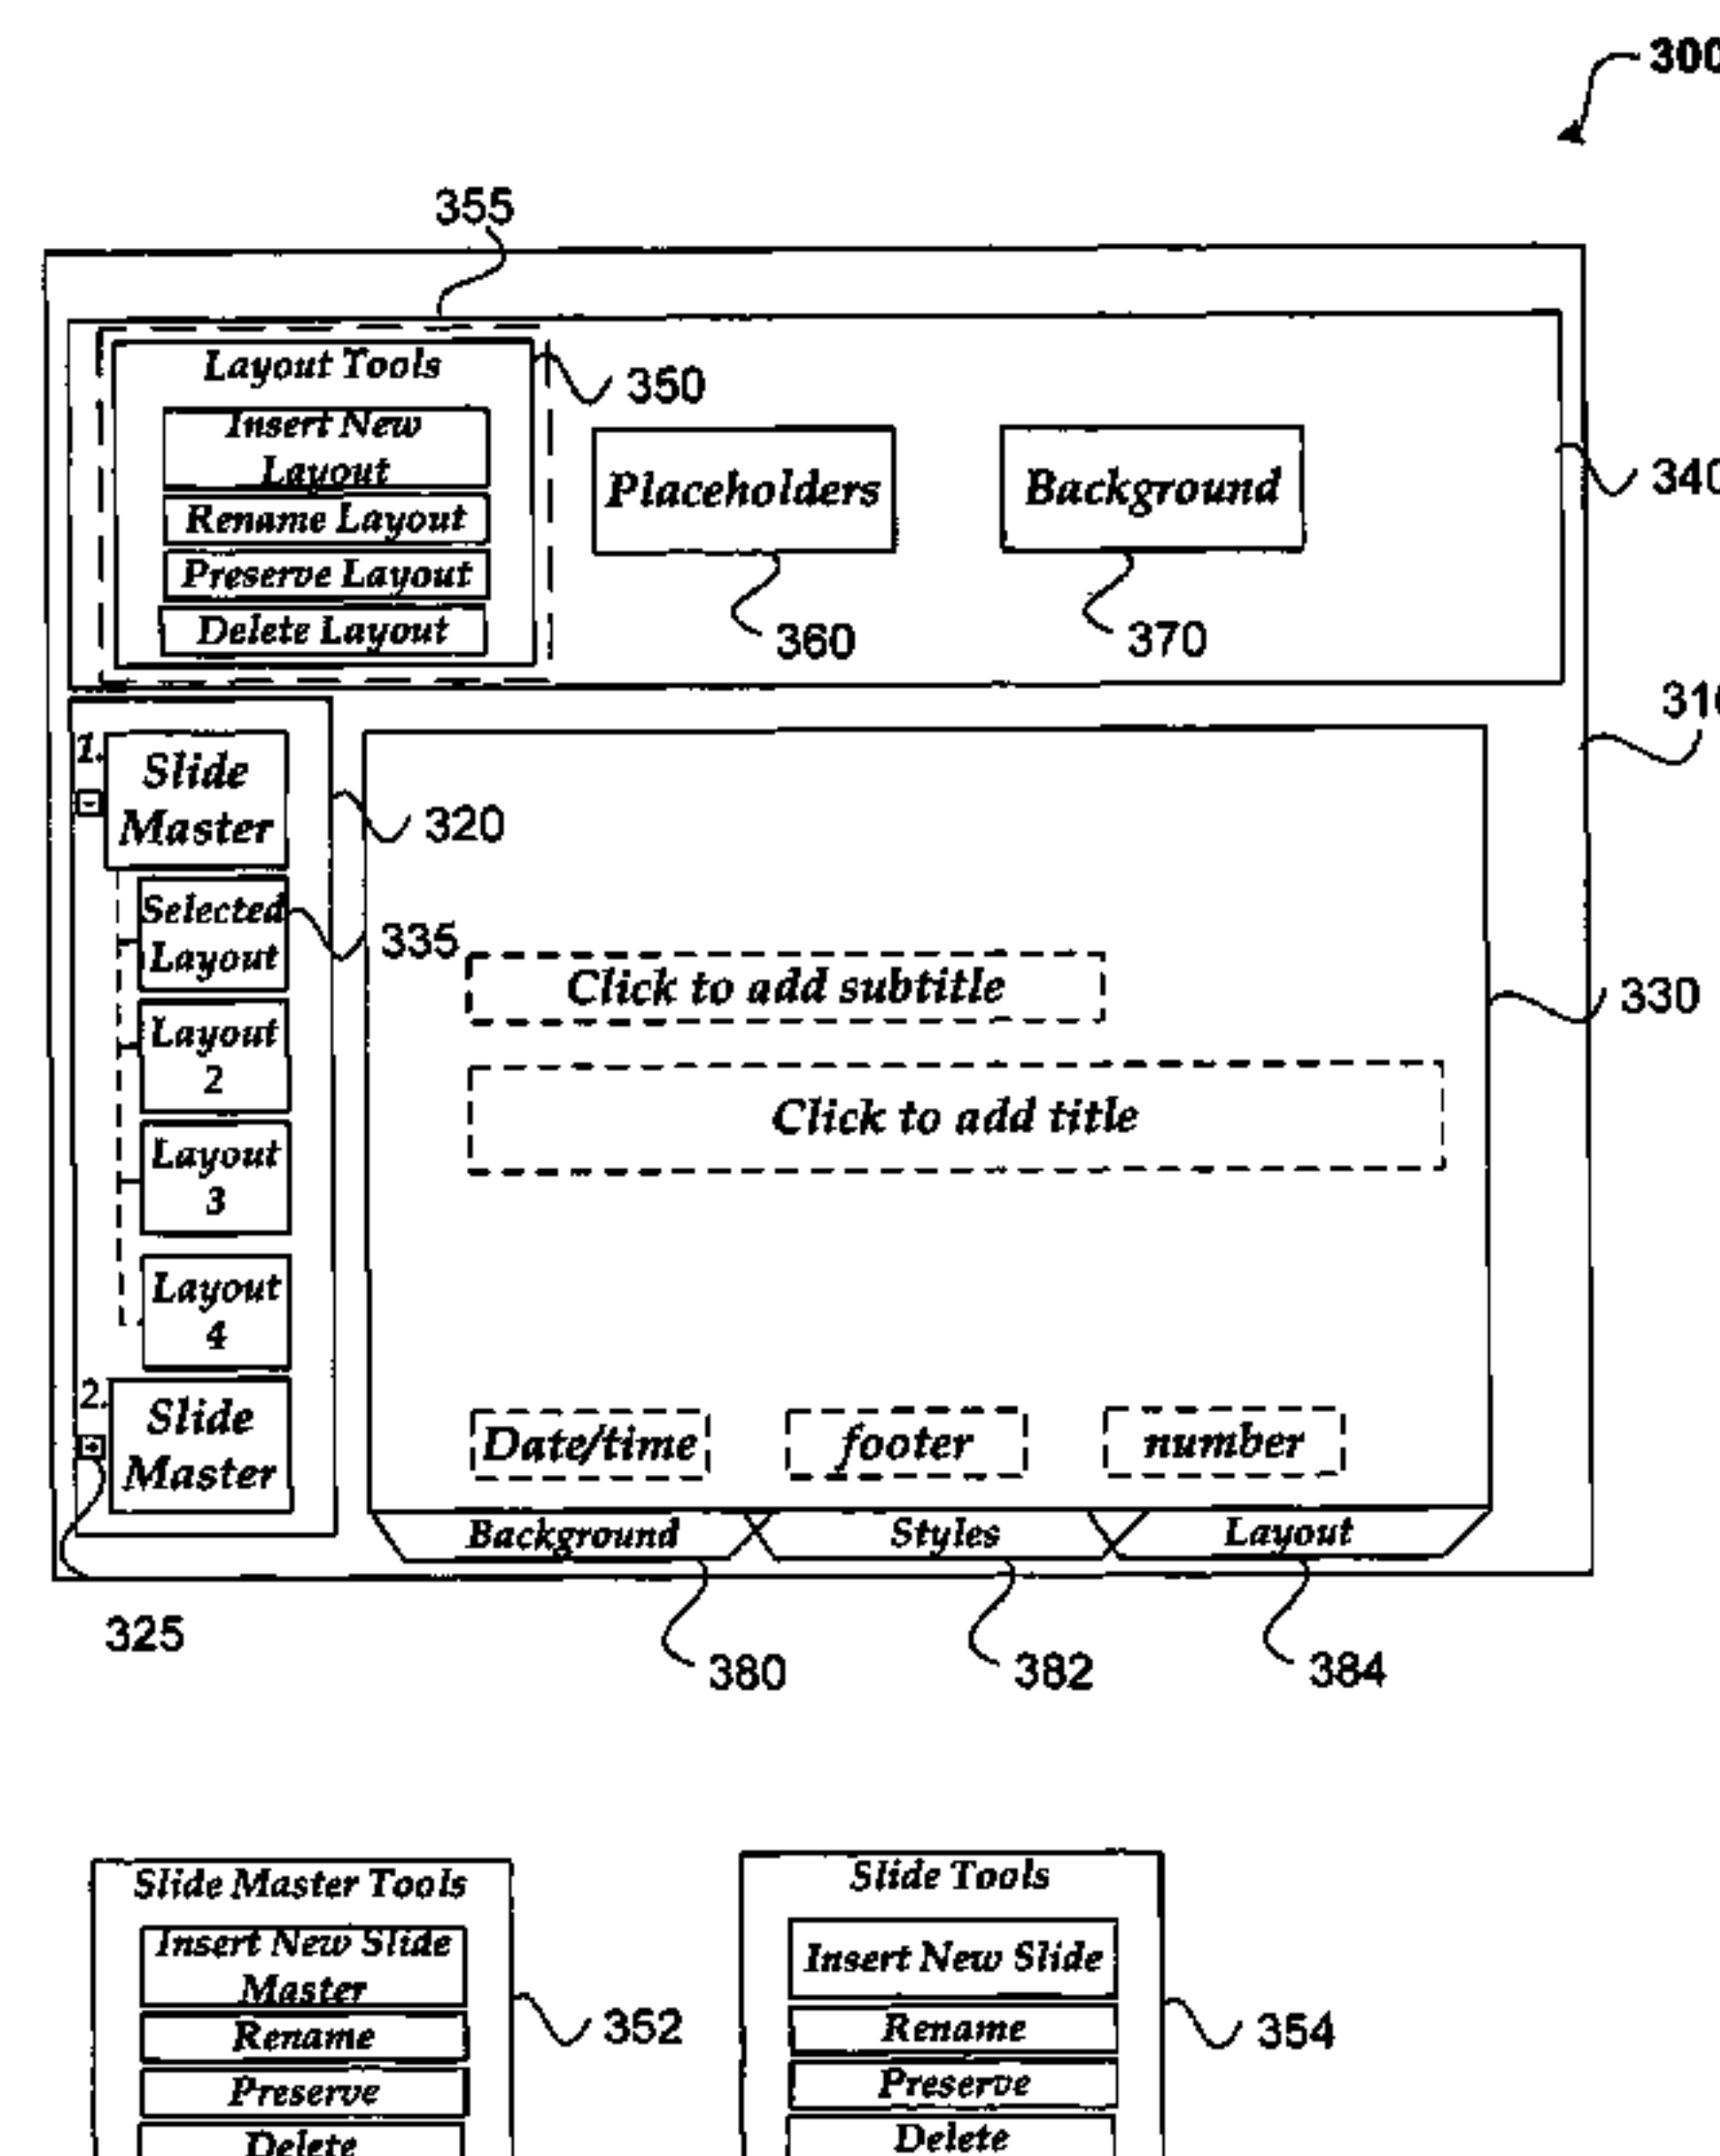 300
355
Layout Tools
350
Insert New
Layout
Rename Layout
Preserve Layout
Delete Layout
Placeholders
Background
340
360
370
310
1.
-
Slide
Master
320
Selected
Layout
335
Layout
2
Layout
3
Layout
4
2.
+
Slide
Master
Click to add subtitle
330
Click to add title
Date/time
footer
number
Background
Styles
Layout
325
380
382
384
Slide Master Tools
Insert New Slide
Master
Rename
Preserve
Delete
352
Slide Tools
Insert New Slide
Rename
Preserve
Delete
354